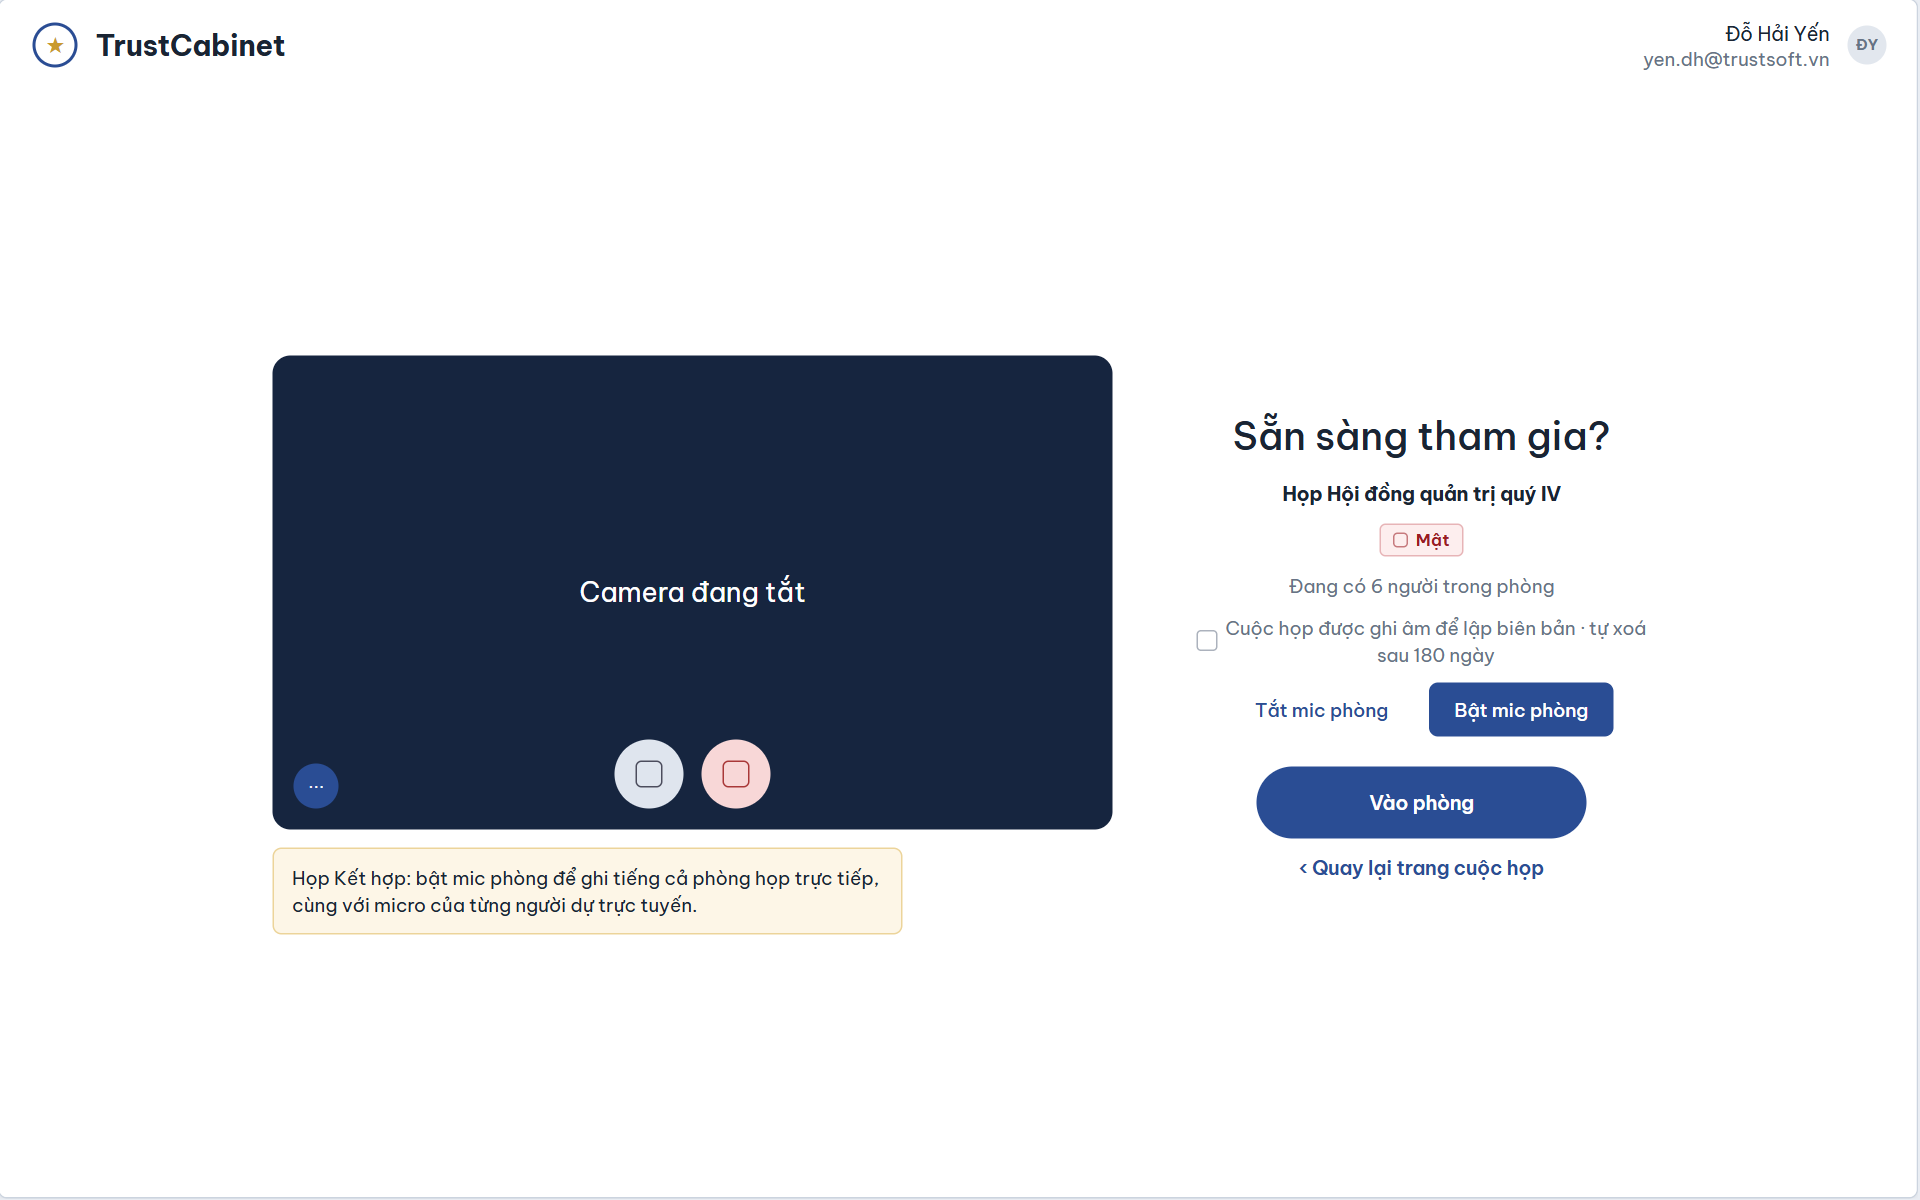 TrustCabinet
Đỗ Hải Yến
yen.dh@trustsoft.vn
ĐY
Camera đang tắt
...
Họp Kết hợp: bật mic phòng để ghi tiếng cả phòng họp trực tiếp,
cùng với micro của từng người dự trực tuyến.
Sẵn sàng tham gia?
Họp Hội đồng quản trị quý IV
Mật
Đang có 6 người trong phòng
Cuộc họp được ghi âm để lập biên bản · tự xoá
sau 180 ngày
Tắt mic phòng
Bật mic phòng
Vào phòng
‹ Quay lại trang cuộc họp